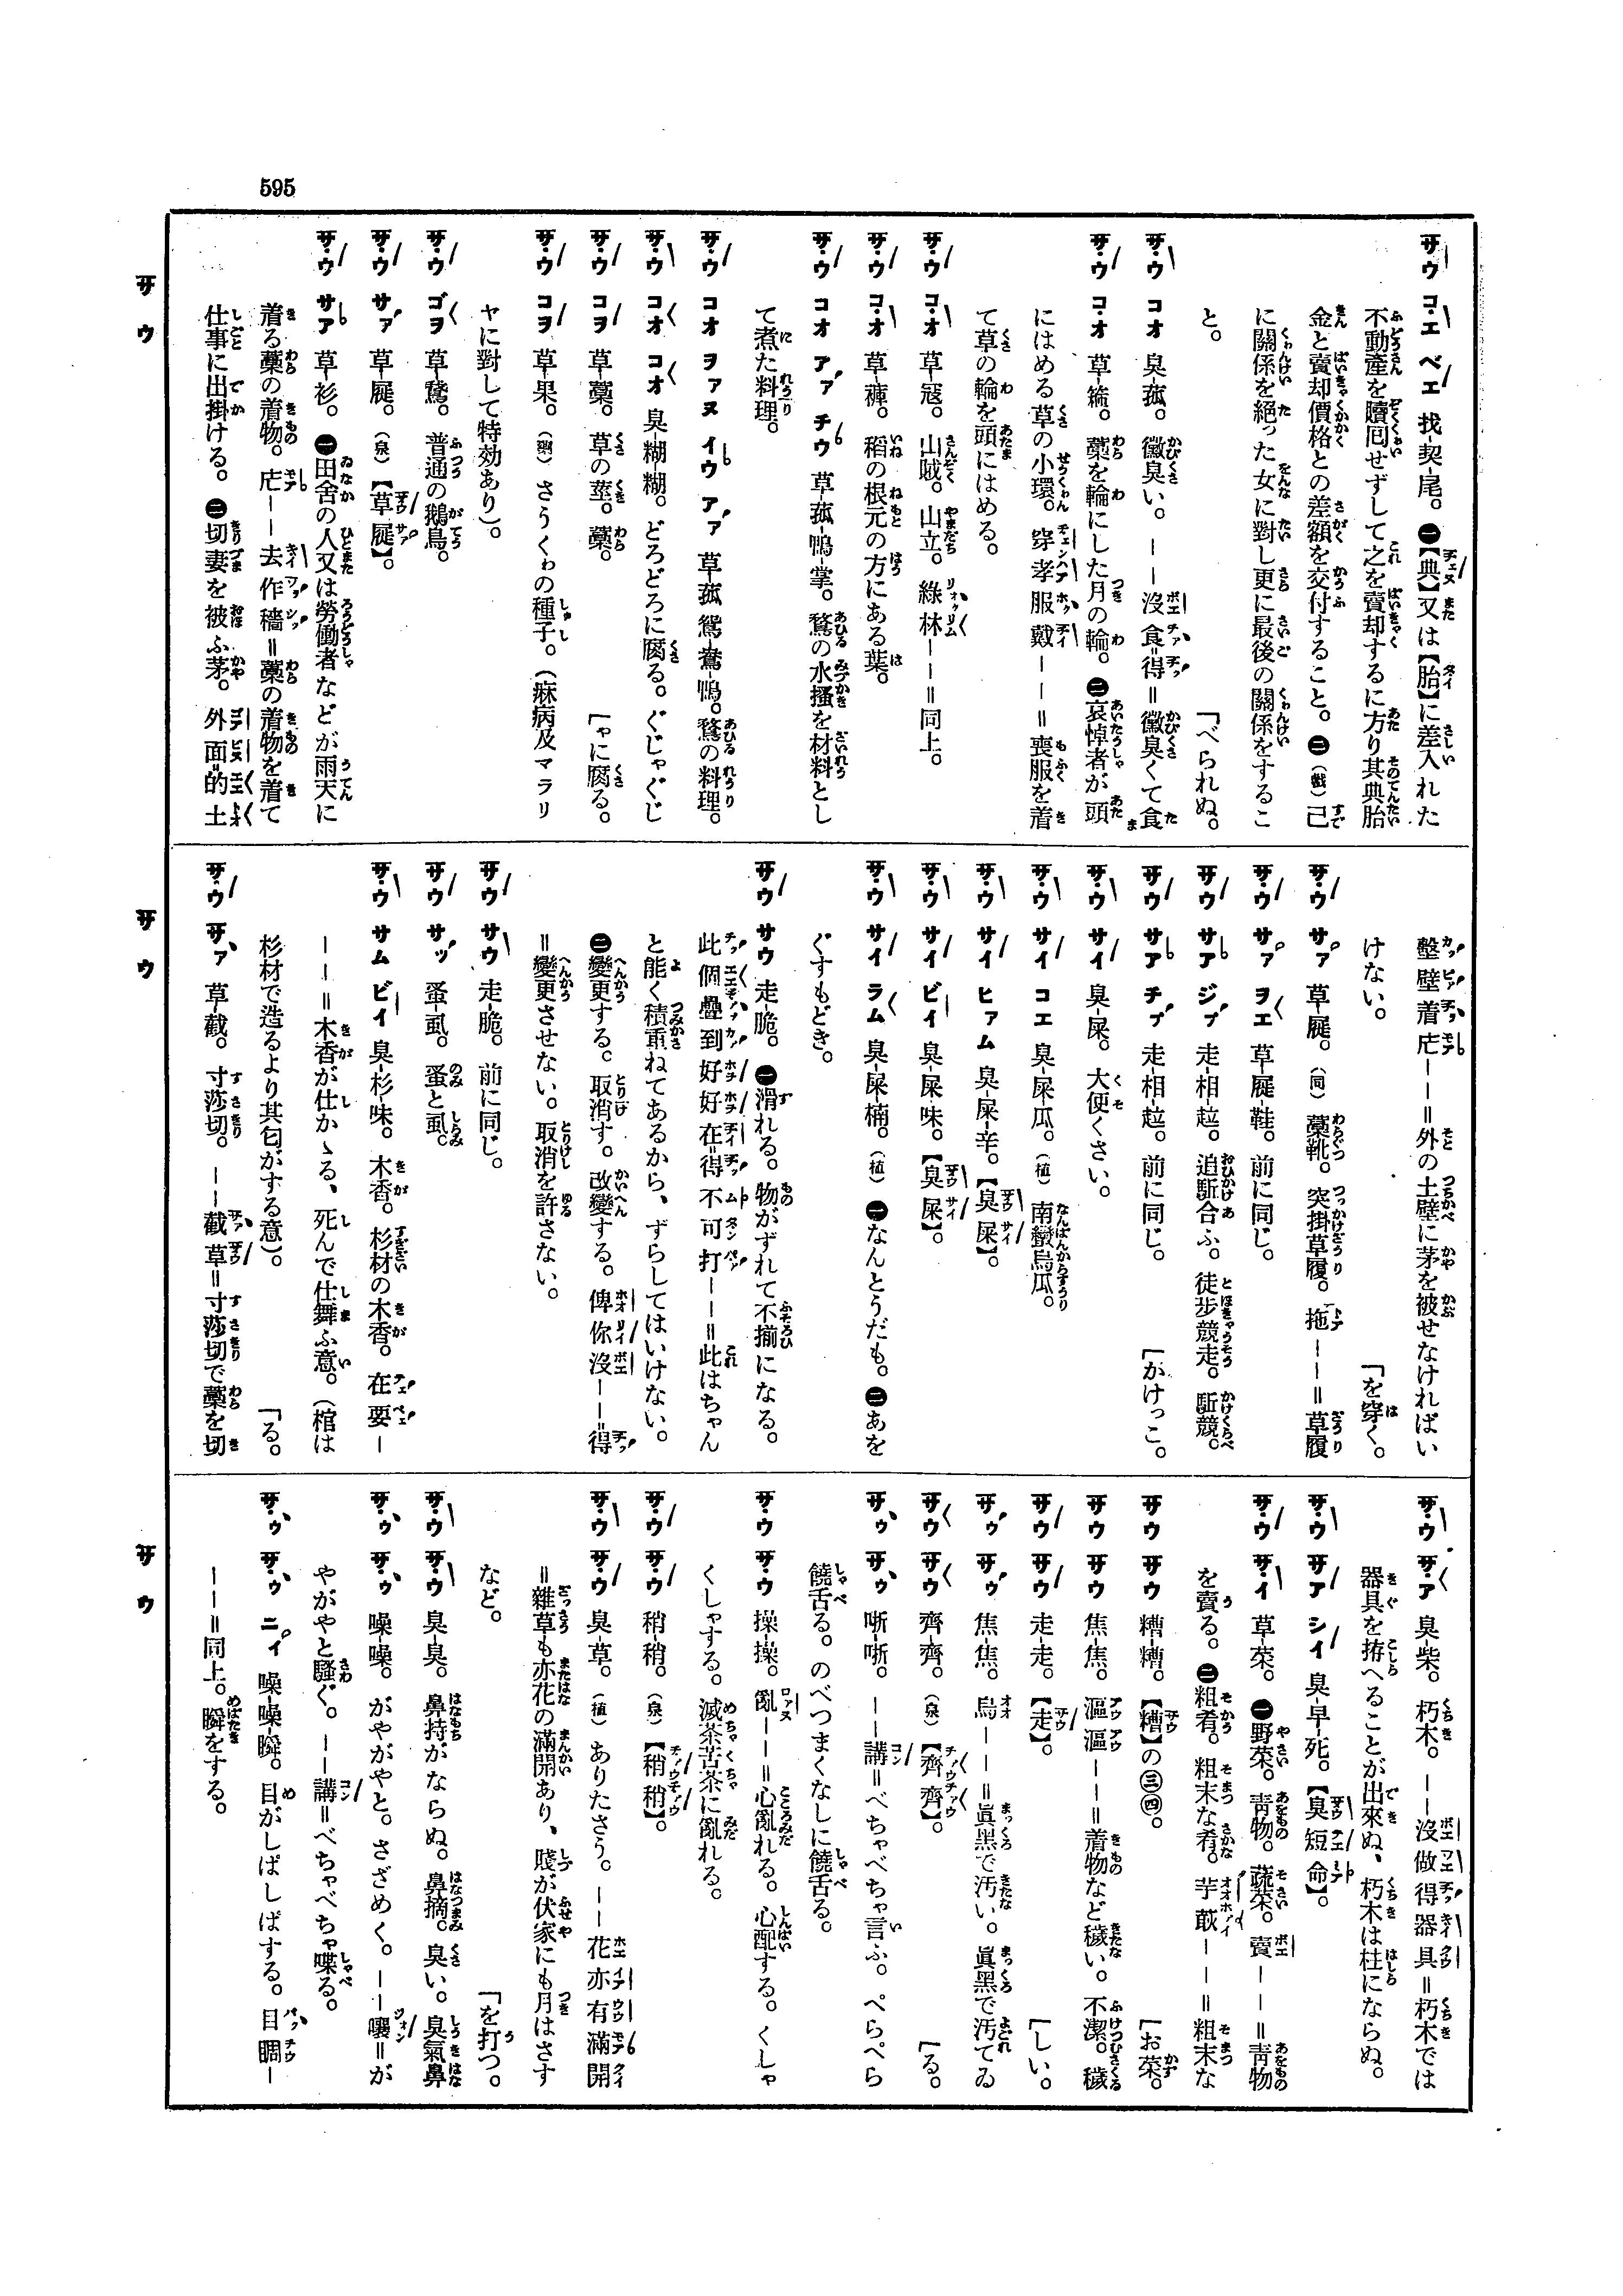 595
サウ コエ ベエ 找-契-尾。㊀【典】又は【胎】に差入れた
不動產を贖囘せずして之を賣却するに方り其典胎
金と賣却價格との差額を交付すること。㊁(戲)己
に關係を絕った女に對し更に最後の關係をするこ
と。 「べられぬ。
サウ コオ 臭-菰。黴臭い。——沒食=得=黴臭くて食
サウ コオ 草-箍。藁を輪にした月の輪。㊁哀悼者が頭
にはめる草の小環。穿孝服戴——=喪服を着
て草の輪を頭にはめる。
サウ コオ 草-寇。山賊。山立。綠林——=同上。
サウ コオ 草-褲。稻の根元の方にある葉。
サウ コオ アァ チウ 草-菰-鴨-掌。鶩の水搔を材料とし
て煮た料理。
サウ コオ ヲァヌ イウ アァ 草-菰鴛-鴦-鴨。鶩の料理。
サウ コオ コオ 臭-糊-糊。どろどろに腐る。ぐじゃぐじ
サウ コヲ 草-藁。草の莖。藁。 「ゃに腐る。
サウ コヲ 草-果。(藥)さうくゎの種子。(痳病及マラリ
ヤに對して特効あり)。
サウ ゴヲ 草-鵞。普通の鵝鳥。
サウ サァ 草-屣。(泉)【草屣】。
サウ サア 草-衫。㊀田舍の人又は勞働者などが雨天に
着る藁の着物。㡯——去作穡=藁の着物を着て
仕事に出掛ける。㊁切妻を被ふ茅。外面=的土
墼壁着㡯——=外の土壁に茅を被せなければい
けない。 「を穿く。
サウ サァ 草-屣。(同)藁靴。突掛草履。拖——=草履
サウ サァ ヲエ 草-屣-鞋。前に同じ。
サウ サア ジプ 走-相-趁。追駈合ふ。徒步競走。駈競。
サウ サア チプ 走-相-趁。前に同じ。 「がけっこ。
サウ サイ 臭-屎。大便くさい。
サウ サイ コエ 臭-屎-瓜。(植)南蠻烏瓜。
サウ サイ ヒァム 臭-屎-辛。【臭屎】。
サウ サイ ビイ 臭-屎-味。【臭屎】。
サウ サイ ラム 臭-屎-楠。(植)㊀なんとうだも。㊁あを
ぐすもどき。
サウ サウ 走-脆。㊀滑れる。物がずれて不揃になる。
此個疊到好好在=得不可打——=此はちゃん
と能く積重ねてあるから、ずらしてはいけない。
㊁變更する。取消す。改變する。俾你沒——=得
=變更させない。取消を許さない。
サウ サウ 走-脆。前に同じ。
サウ サッ 蚤-虱。蚤と虱。
サウ サム ビイ 臭-杉-味。木香。杉材の木香。在要—
——=木香が仕かゝる、死んで仕舞ふ意。(棺は
杉材で造るより其匂がする意)。 「る。
サウ サァ 草-截。寸莎切。——截草=寸莎切で藁を切
サウ サア 臭-柴。朽木。——沒做得器具=朽木では
器具を拵へることが出來ぬ、朽木は柱にならぬ。
サウ サア シイ 臭-早-死。【臭短命】。
サウ サイ 草-菜。㊀野菜。靑物。蔬菜。賣——=靑物
を賣る。㊁粗肴。粗末な肴。芋莿——=粗末な
サウ サウ 糟-糟。【糟】の㊂㊃。 「お菜。
サウ サウ 焦-焦。漚漚——=着物など穢い。不潔。穢
サウ サウ 走-走。【走】。 「しい。
サウ サウ 焦-焦。烏——=眞黑で汚い。眞黑で汚てゐ
サウ サウ 齊-齊。(泉)【齊齊】。 「る。
サウ サウ 噺-噺。——講=べちゃべちゃ言ふ。ぺらぺら
饒舌る。のべつまくなしに饒舌る。
サウ サウ 操-操。亂——=心亂れる。心配する。くしゃ
くしゃする。滅茶苦茶に亂れる。
サウ サウ 稍-稍。(泉)【稍稍】。
サウ サウ 臭-草。(植)ありたさう。——花亦有滿開
=雜草も亦花の滿開あり、賤が伏家にも月はさす
など。 「を打つ。
サウ サウ 臭-臭。鼻持がならぬ。鼻摘。臭い。臭氣鼻
サウ サウ 噪-噪。がやがやと。さざめく。——嚷=が
やがやと騷ぐ。——講=べちゃべちゃ喋る。
サウ サウ ニイ 噪-噪-瞬。目がしばしばする。目睭—
——=同上。瞬をする。
サ ウ
サ ウ
サ ウ